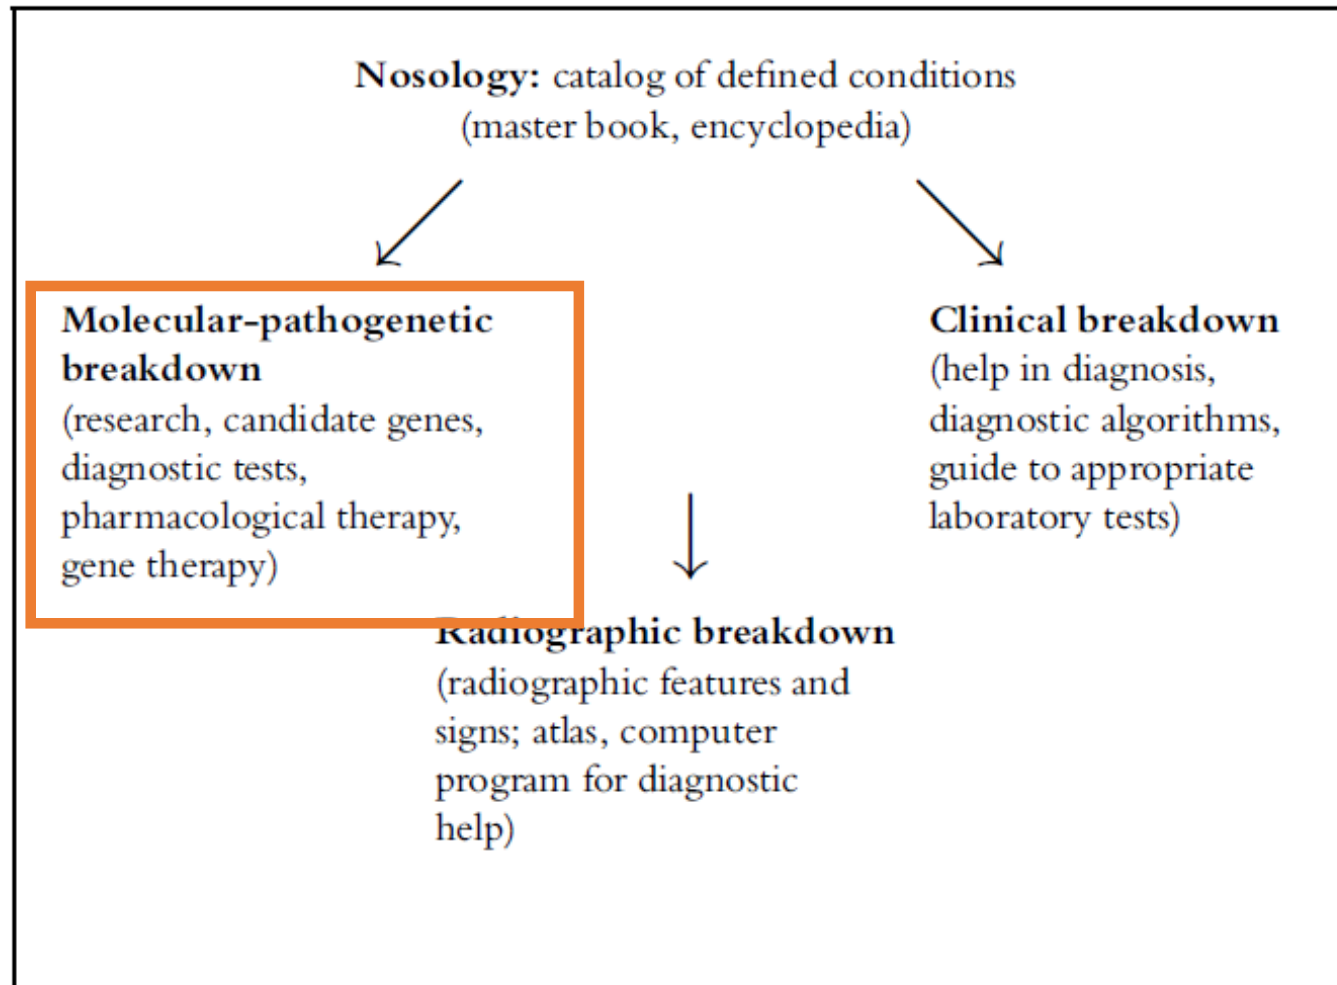 Nosology: catalog of defined conditions
(master book, encyclopedia)
Molecular-pathogenetic
breakdown
(research, candidate genes,
diagnostic tests,
pharmacological therapy,
gene therapy)
Clinical breakdown
(help in diagnosis,
diagnostic algorithms,
guide to appropriate
laboratory tests)
Radiographic breakdown
(radiographic features and
signs; atlas, computer
program for diagnostic
help)